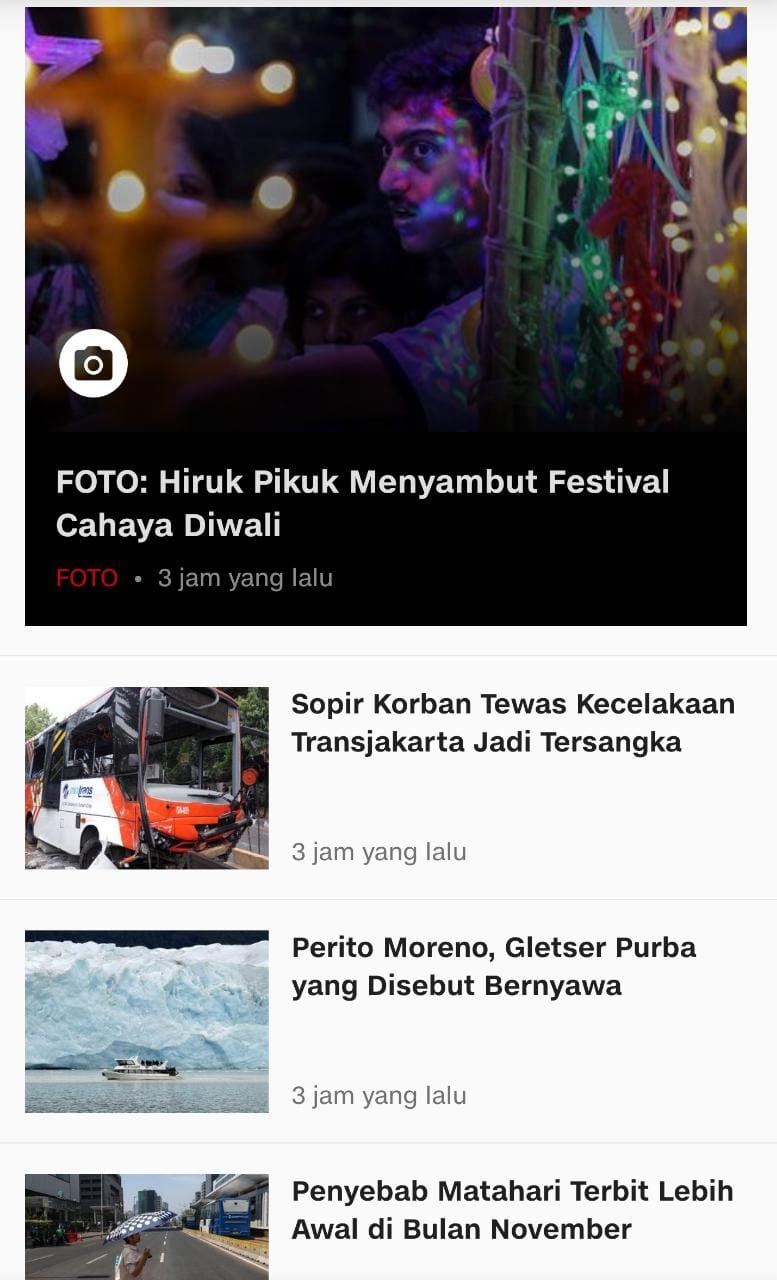 FOTO: Hiruk Pikuk Menyambut Festival
Cahaya Diwali
FOTO • 3 jam yang lalu
Sopir Korban Tewas Kecelakaan
Transjakarta Jadi Tersangka
3 jam yang lalu
Perito Moreno, Gletser Purba
yang Disebut Bernyawa
3 jam yang lalu
Penyebab Matahari Terbit Lebih
Awal di Bulan November